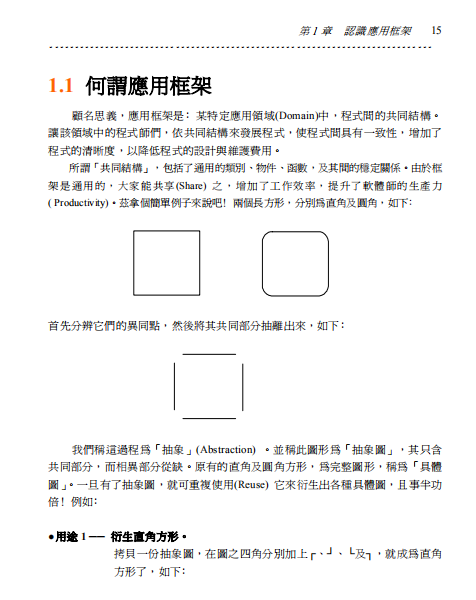 第 1 章　認識應用框架　15
1.1 何謂應用框架
顧名思義，應用框架是：某特定應用領域(Domain)中，程式間的共同結構。
讓該領域中的程式師們，依共同結構來發展程式，使程式間具有一致性，增加了
程式的清晰度，以降低程式的設計與維護費用。
所謂「共同結構」，包括了通用的類別、物件、函數，及其間的穩定關係。由於框
架是通用的，大家能共享(Share) 之，增加了工作效率，提升了軟體師的生產力
( Productivity)。茲拿個簡單例子來說吧！兩個長方形，分別爲直角及圓角，如下：
首先分辨它們的異同點，然後將其共同部分抽離出來，如下：
我們稱這過程爲「抽象」(Abstraction) 。並稱此圖形爲「抽象圖」，其只含
共同部分，而相異部分從缺。原有的直角及圓角方形，爲完整圖形，稱爲「具體
圖」。一旦有了抽象圖，就可重複使用(Reuse) 它來衍生出各種具體圖，且事半功
倍！例如：
●用途 1 ── 衍生直角方形。
拷貝一份抽象圖，在圖之四角分別加上┌、┘、└及┐，就成爲直角
方形了，如下：